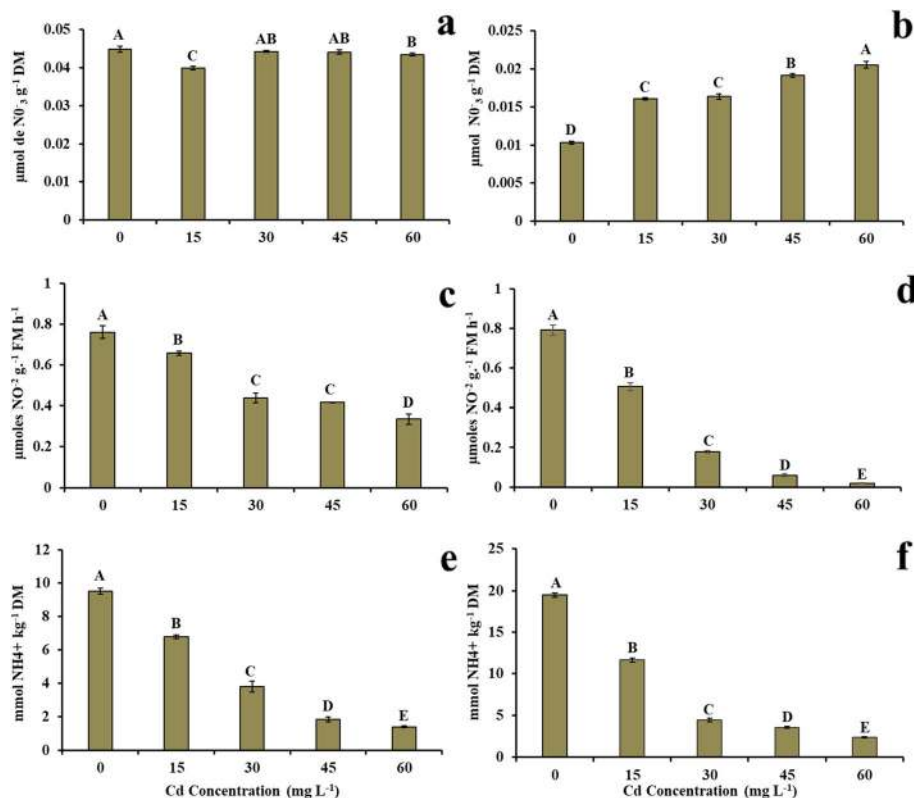 a
µmol de N0⁻₃ g⁻¹ DM
0.05
0.04
0.03
0.02
0.01
0
A
C
AB
AB
B
0 15 30 45 60
b
µmol N0⁻₃ g⁻¹ DM
0.025
0.02
0.015
0.01
0.005
0
D
C
C
B
A
0 15 30 45 60
c
µmoles NO⁻² g.⁻¹ FM h⁻¹
1
0.8
0.6
0.4
0.2
0
A
B
C
C
D
0 15 30 45 60
d
µmoles NO⁻² g.⁻¹ FM h⁻¹
1
0.8
0.6
0.4
0.2
0
A
B
C
D
E
0 15 30 45 60
e
mmol NH4+ kg⁻¹ DM
12
10
8
6
4
2
0
A
B
C
D
E
0 15 30 45 60
Cd Concentration (mg L⁻¹)
f
mmol NH4+ kg⁻¹ DM
25
20
15
10
5
0
A
B
C
D
E
0 15 30 45 60
Cd Concentration (mg L⁻¹)